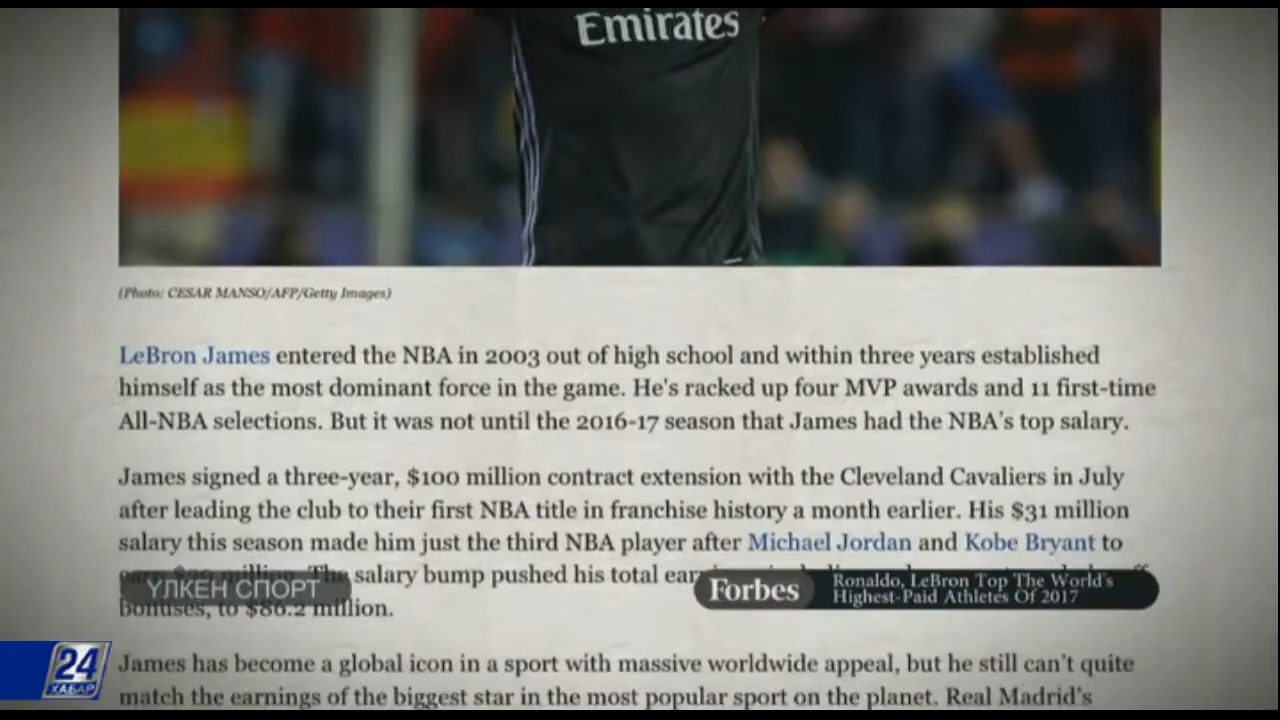 Emirates
(Photo: CESAR MANSO/AFP/Getty Images)
LeBron James entered the NBA in 2003 out of high school and within three years established
himself as the most dominant force in the game. He's racked up four MVP awards and 11 first-time
All-NBA selections. But it was not until the 2016-17 season that James had the NBA's top salary.
James signed a three-year, $100 million contract extension with the Cleveland Cavaliers in July
after leading the club to their first NBA title in franchise history a month earlier. His $31 million
salary this season made him just the third NBA player after Michael Jordan and Kobe Bryant to
The salary bump pushed his total
bonuses, to $86.2 million.
ҮЛКЕН СПОРТ
Forbes
Ronaldo, LeBron Top The World's
Highest-Paid Athletes Of 2017
24
ХАБАР
James has become a global icon in a sport with massive worldwide appeal, but he still can't quite
match the earnings of the biggest star in the most popular sport on the planet. Real Madrid's